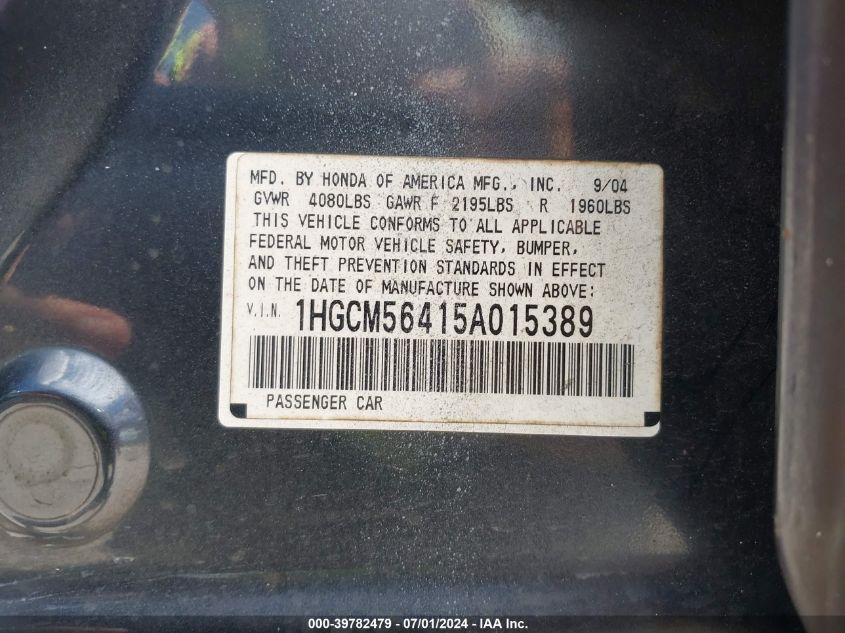 MFD. BY HONDA OF AMERICA MFG., INC. 9/04
GVWR 4080LBS GAWR F 2195LBS R 1960LBS
THIS VEHICLE CONFORMS TO ALL APPLICABLE
FEDERAL MOTOR VEHICLE SAFETY, BUMPER,
AND THEFT PREVENTION STANDARDS IN EFFECT
ON THE DATE OF MANUFACTURE SHOWN ABOVE:
V.I.N. 1HGCM56415A015389
PASSENGER CAR
000-39782479 - 07/01/2024 - IAA Inc.